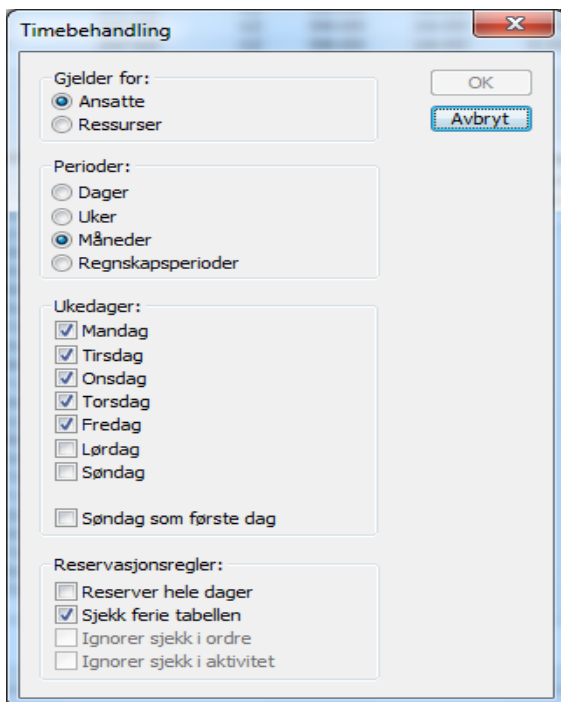 Timebehandling
Gjelder for:
Ansatte
Ressurser
OK
Avbryt
Perioder:
Dager
Uker
Måneder
Regnskapsperioder
Ukedager:
Mandag
Tirsdag
Onsdag
Torsdag
Fredag
Lørdag
Søndag
Søndag som første dag
Reservasjonsregler:
Reserver hele dager
Sjekk ferie tabellen
Ignorer sjekk i ordre
Ignorer sjekk i aktivitet